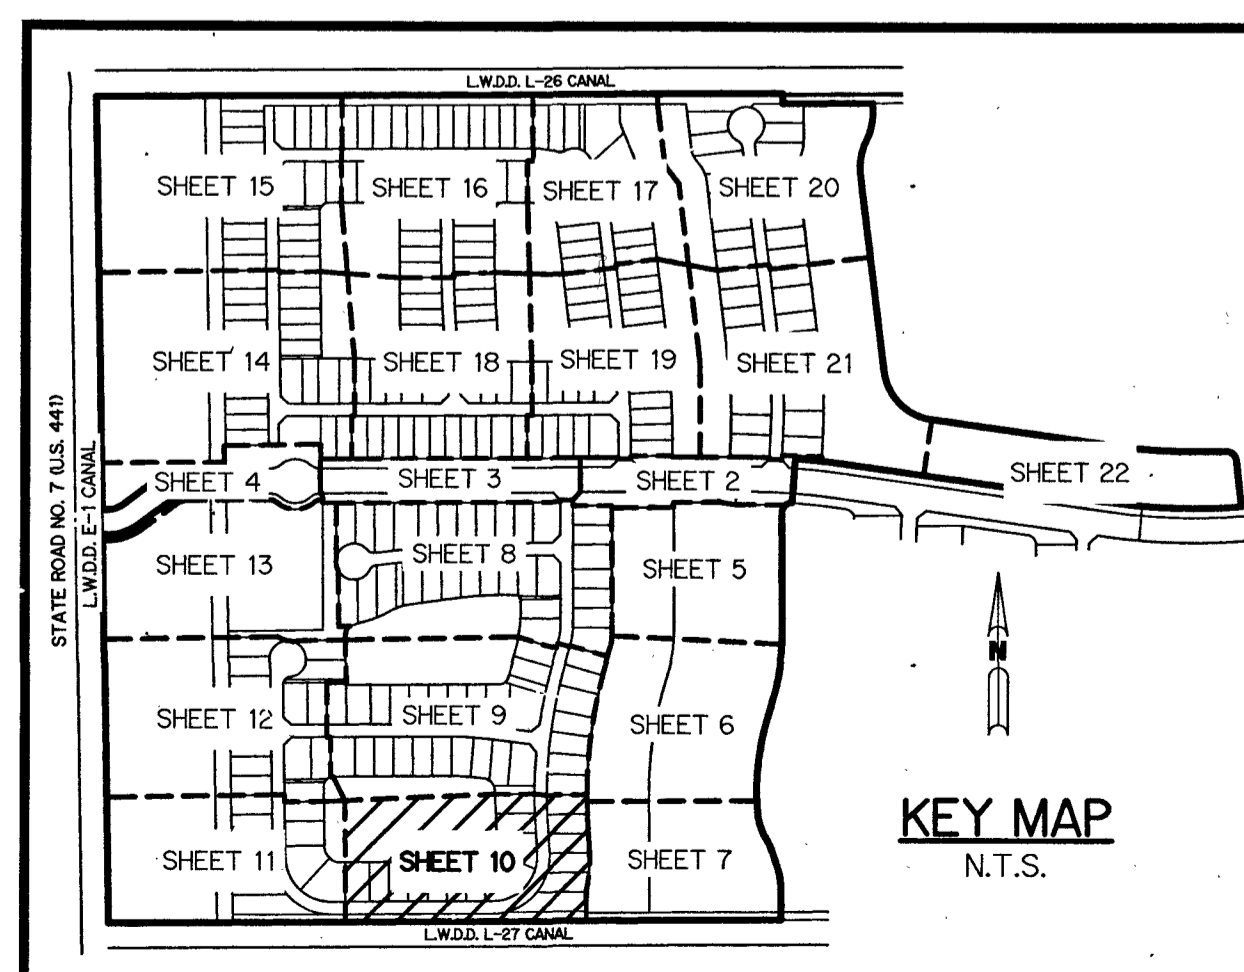 L.W.D.D. L-26 CANAL
SHEET 15
SHEET 16
SHEET 17
SHEET 20
SHEET 14
SHEET 18
SHEET 19
SHEET 21
STATE ROAD NO. 7 (U.S. 441)
L.W.D.D. E-1 CANAL
SHEET 4
SHEET 3
SHEET 2
SHEET 22
SHEET 13
SHEET 8
SHEET 5
N
SHEET 12
SHEET 9
SHEET 6
KEY MAP
N.T.S.
SHEET 11
SHEET 10
SHEET 7
L.W.D.D. L-27 CANAL